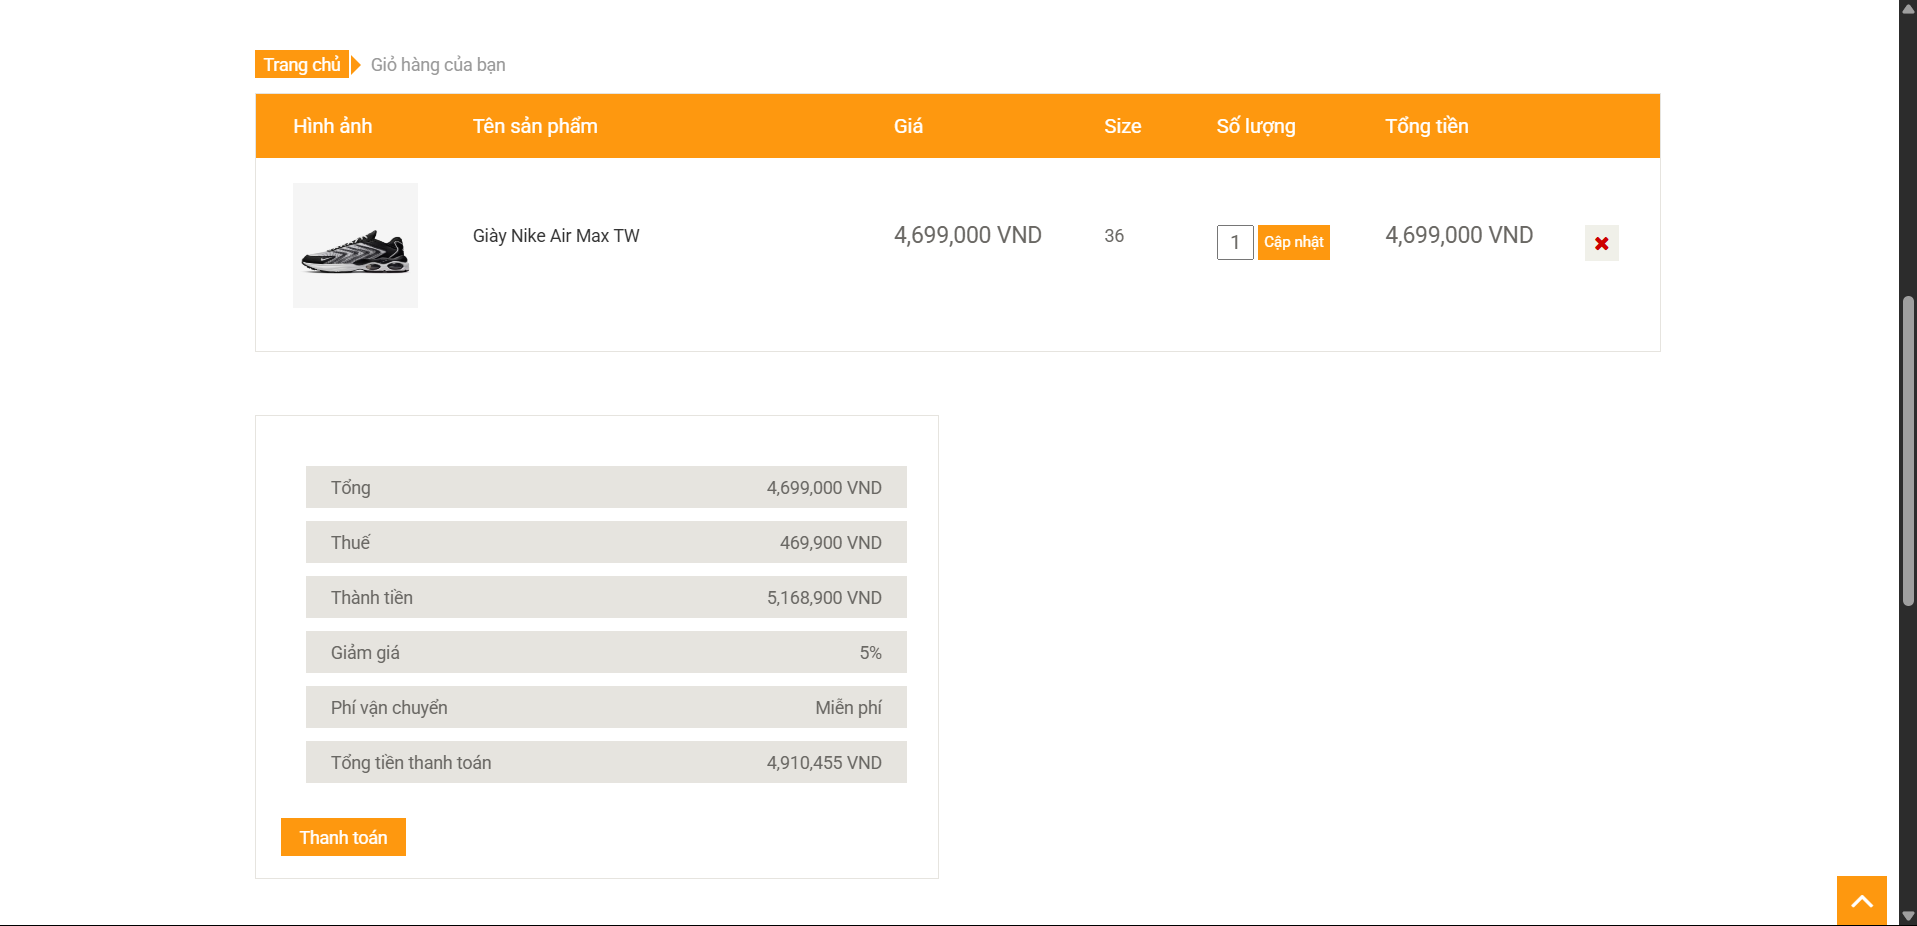 Trang chủ Giỏ hàng của bạn
Hình ảnh Tên sản phẩm Giá Size Số lượng Tổng tiền
Giày Nike Air Max TW 4,699,000 VND 36 1 Cập nhật 4,699,000 VND
Tổng 4,699,000 VND
Thuế 469,900 VND
Thành tiền 5,168,900 VND
Giảm giá 5%
Phí vận chuyển Miễn phí
Tổng tiền thanh toán 4,910,455 VND
Thanh toán